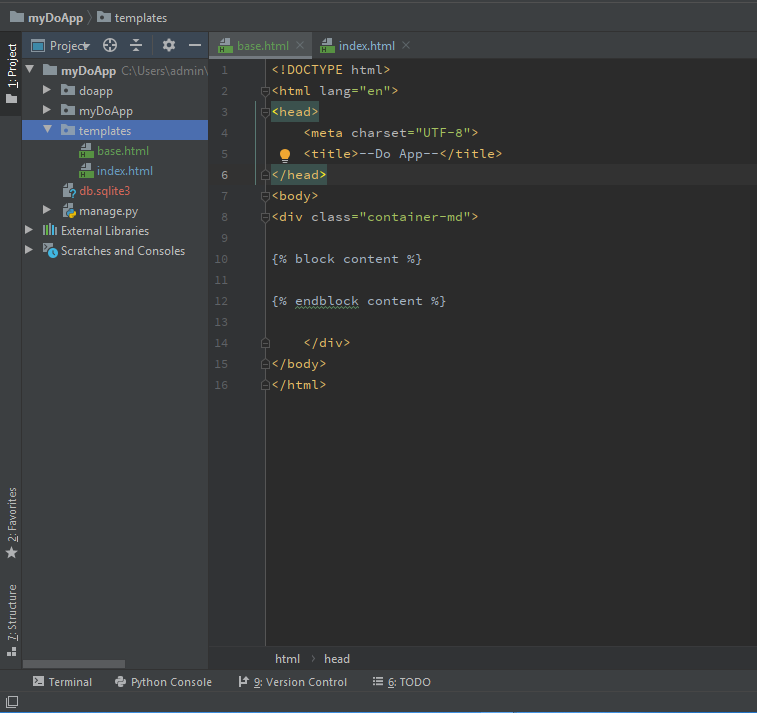 myDoApp templates
1: Project
Project
base.html
index.html
myDoApp C:\Users\admin\
doapp
myDoApp
templates
base.html
index.html
db.sqlite3
manage.py
External Libraries
Scratches and Consoles
1 <!DOCTYPE html>
2 <html lang="en">
3 <head>
4 <meta charset="UTF-8">
5 <title>--Do App--</title>
6 </head>
7 <body>
8 <div class="container-md">
9
10 {% block content %}
11
12 {% endblock content %}
13
14 </div>
15 </body>
16 </html>
2: Favorites
7: Structure
html head
Terminal Python Console 9: Version Control 6: TODO